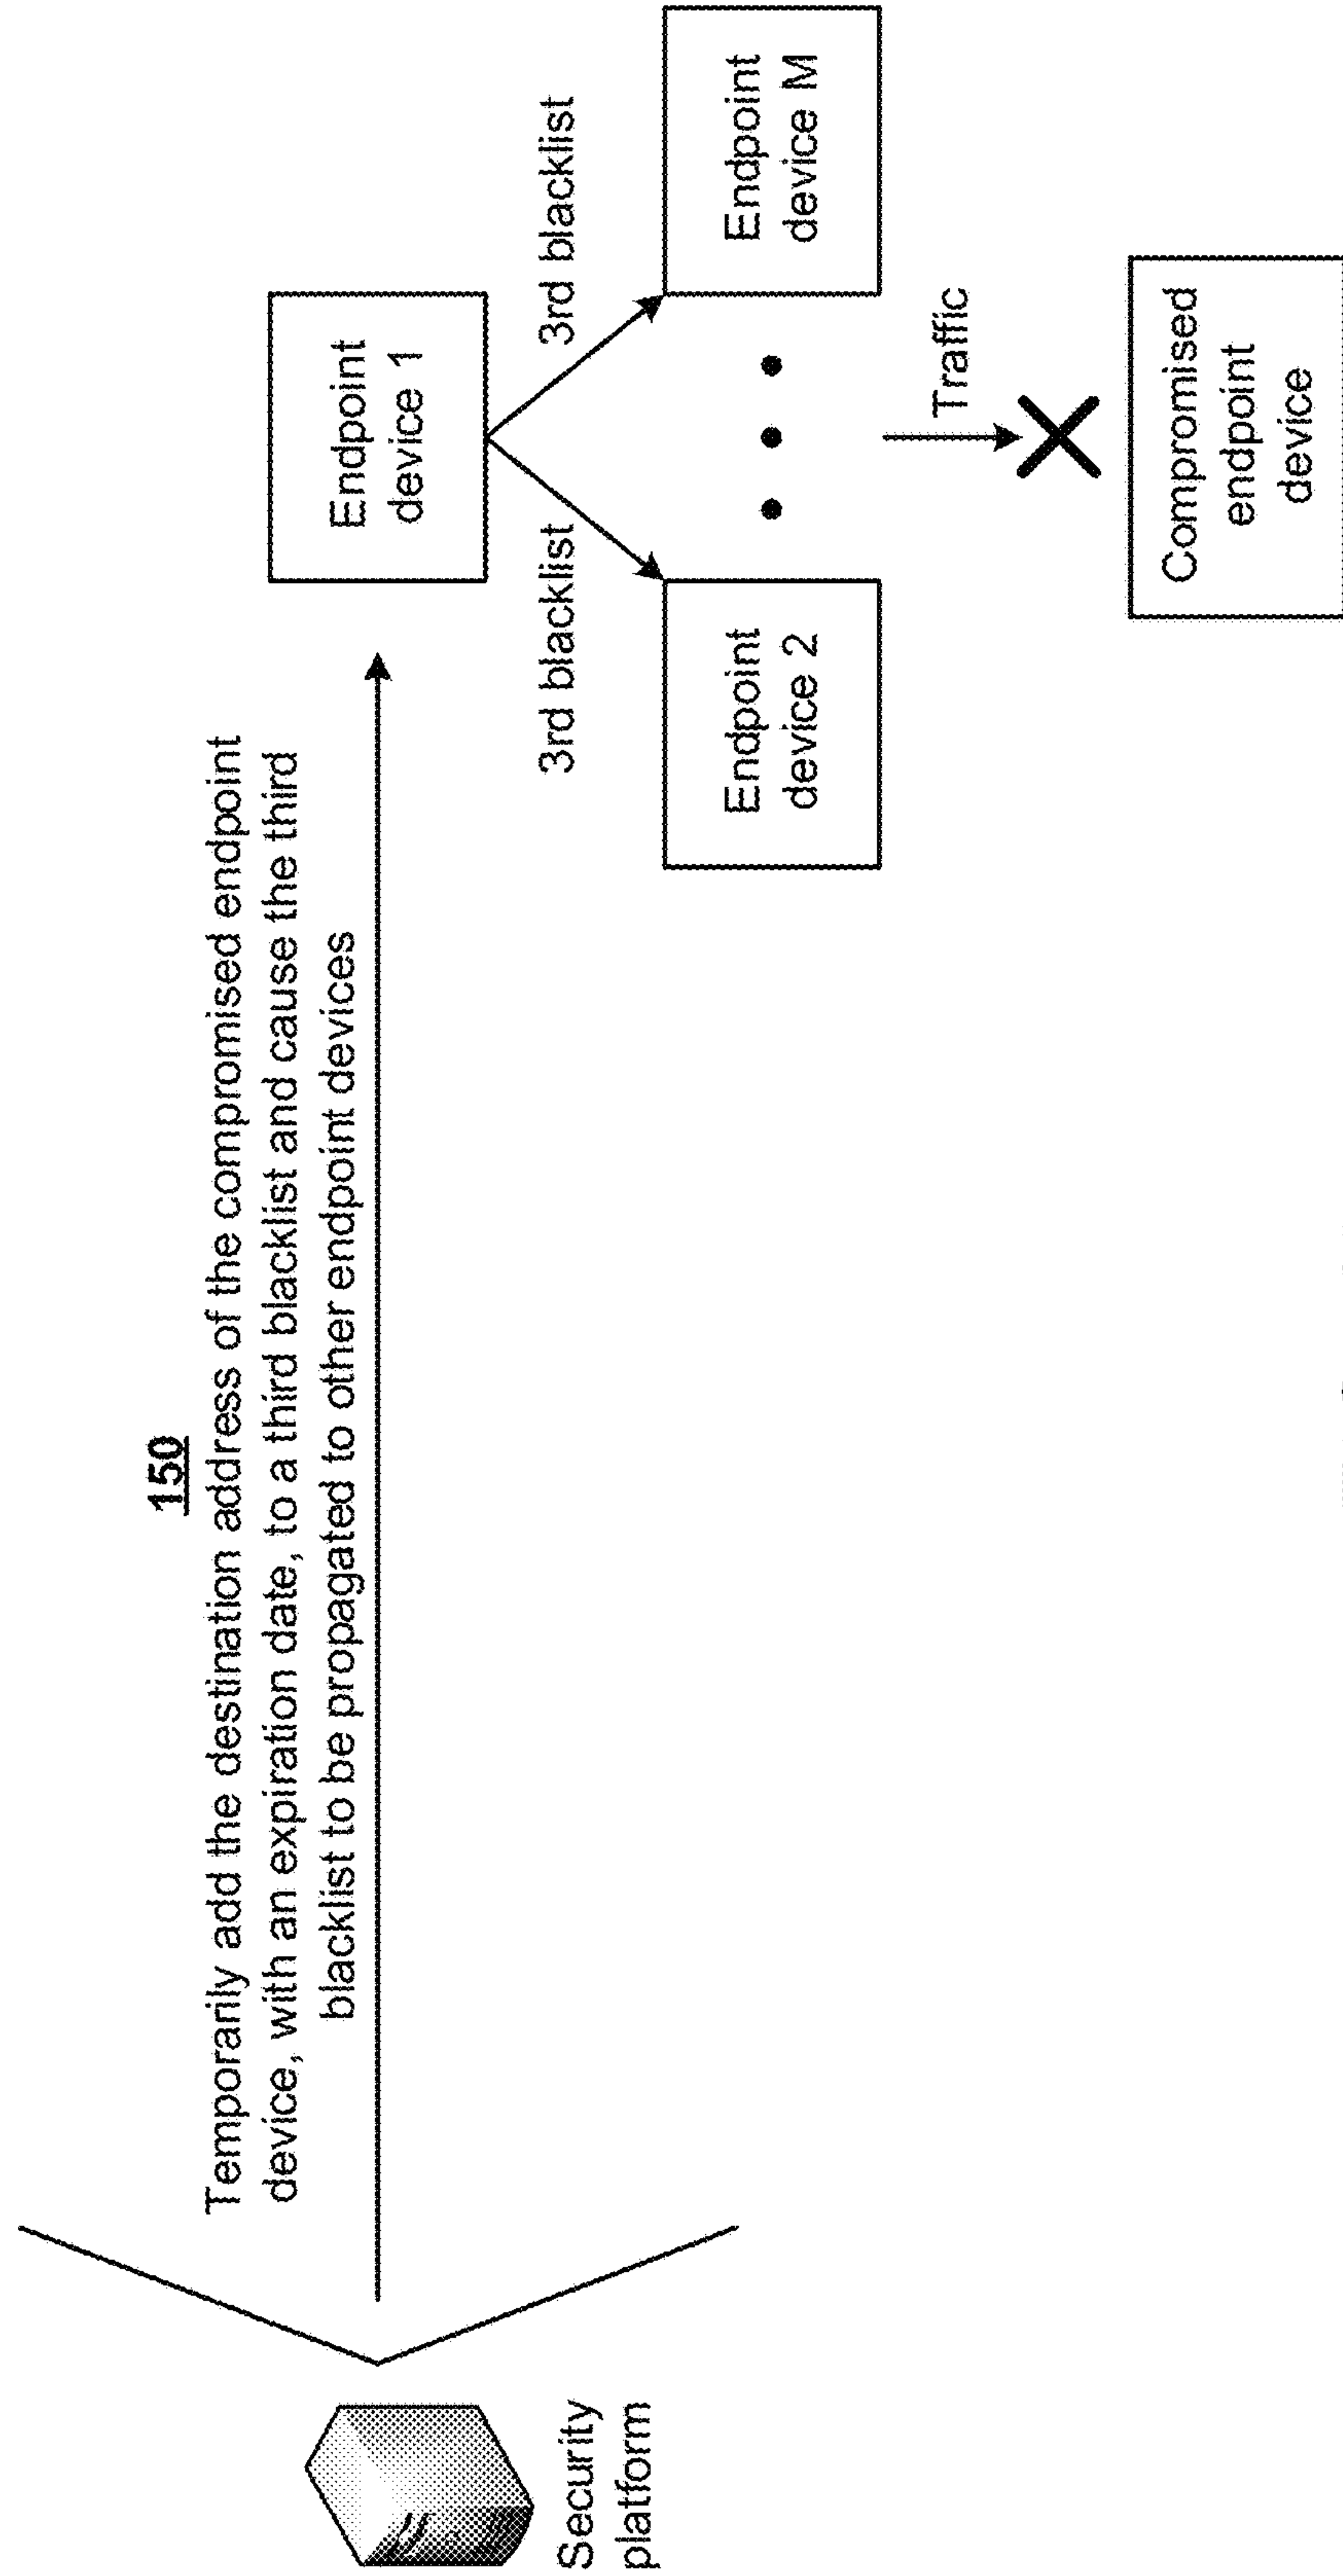 150
Temporarily add the destination address of the compromised endpoint
device, with an expiration date, to a third blacklist and cause the third
blacklist to be propagated to other endpoint devices
Security
platform
Endpoint
device 1
3rd blacklist
3rd blacklist
Endpoint
device 2
Endpoint
device M
Traffic
Compromised
endpoint
device